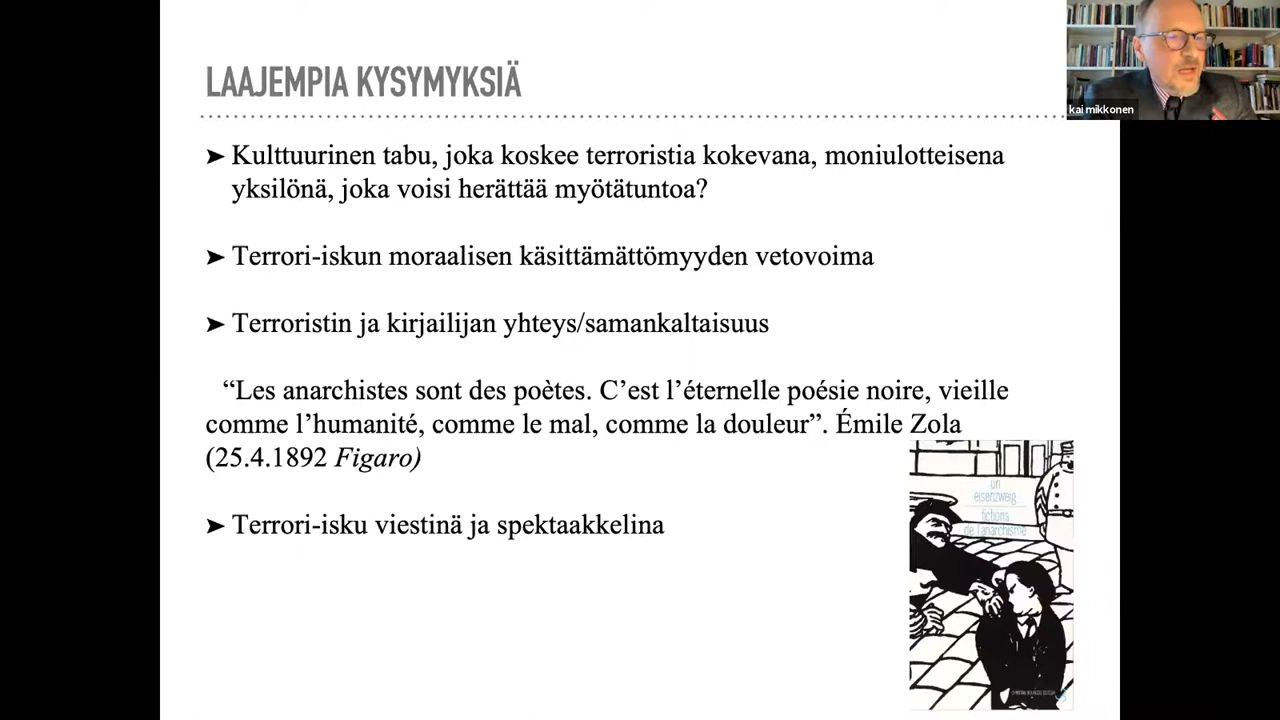 LAAJEMPIA KYSYMYKSIÄ
kai mikkonen
➤ Kulttuurinen tabu, joka koskee terroristia kokevana, moniulotteisena
yksilönä, joka voisi herättää myötätuntoa?
➤ Terrori-iskun moraalisen käsittämättömyyden vetovoima
➤ Terroristin ja kirjailijan yhteys/samankaltaisuus
“Les anarchistes sont des poètes. C’est l’éternelle poésie noire, vieille
comme l’humanité, comme le mal, comme la douleur”. Émile Zola
(25.4.1892 Figaro)
➤ Terrori-isku viestinä ja spektaakkelina
uri
eisenzweig
fictions
de l'anarchisme